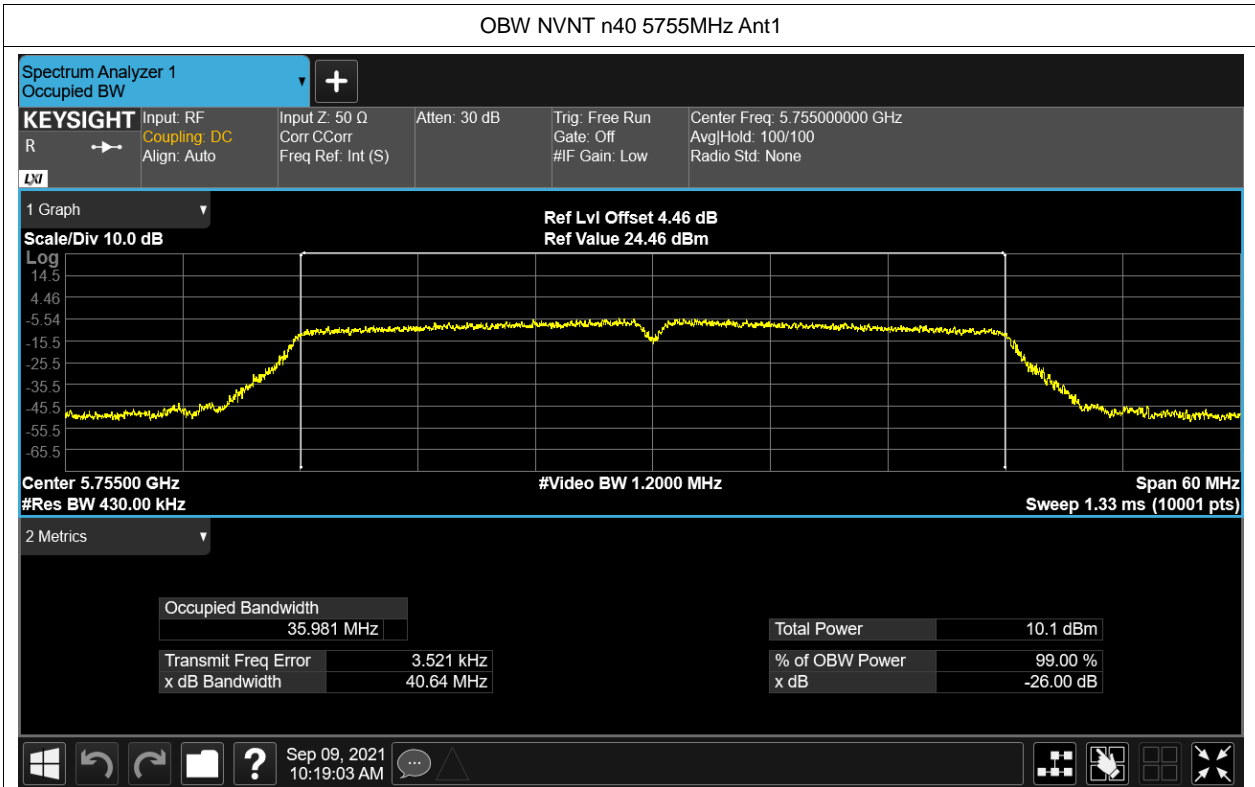 OBW NVNT n40 5755MHz Ant1
Spectrum Analyzer 1
Occupied BW
+
KEYSIGHT
R
LXI
Input: RF
Coupling: DC
Align: Auto
Input Z: 50 Ω
Corr CCorr
Freq Ref: Int (S)
Atten: 30 dB
Trig: Free Run
Gate: Off
#IF Gain: Low
Center Freq: 5.755000000 GHz
Avg|Hold: 100/100
Radio Std: None
1 Graph
Scale/Div 10.0 dB
Ref Lvl Offset 4.46 dB
Ref Value 24.46 dBm
Log
14.5
4.46
-5.54
-15.5
-25.5
-35.5
-45.5
-55.5
-65.5
Center 5.75500 GHz
#Video BW 1.2000 MHz
Span 60 MHz
#Res BW 430.00 kHz
Sweep 1.33 ms (10001 pts)
2 Metrics
Occupied Bandwidth
35.981 MHz
Transmit Freq Error 3.521 kHz
x dB Bandwidth 40.64 MHz
Total Power 10.1 dBm
% of OBW Power 99.00 %
x dB -26.00 dB
?
Sep 09, 2021
10:19:03 AM